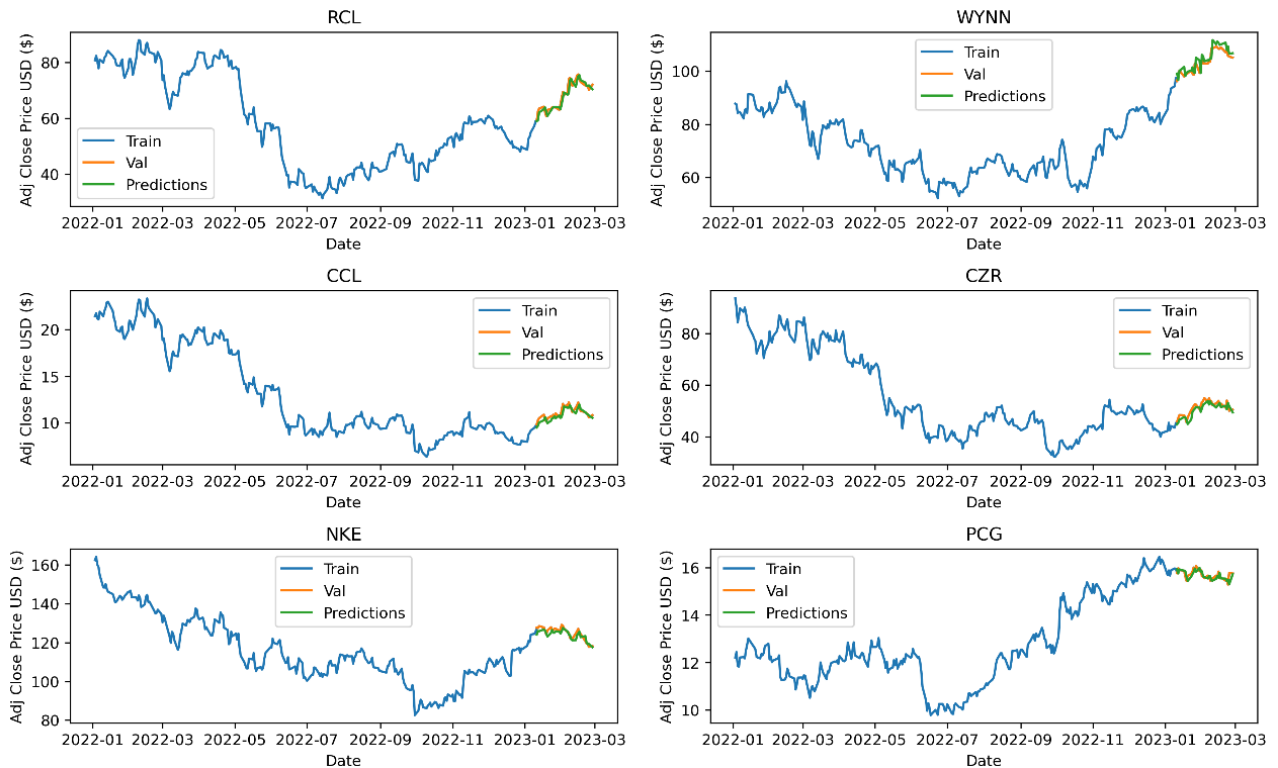 RCL
Adj Close Price USD ($)
80
60
40
Train
Val
Predictions
2022-01 2022-03 2022-05 2022-07 2022-09 2022-11 2023-01 2023-03
Date
WYNN
Adj Close Price USD ($)
100
80
60
Train
Val
Predictions
2022-01 2022-03 2022-05 2022-07 2022-09 2022-11 2023-01 2023-03
Date
CCL
Adj Close Price USD ($)
20
15
10
Train
Val
Predictions
2022-01 2022-03 2022-05 2022-07 2022-09 2022-11 2023-01 2023-03
Date
CZR
Adj Close Price USD ($)
80
60
40
Train
Val
Predictions
2022-01 2022-03 2022-05 2022-07 2022-09 2022-11 2023-01 2023-03
Date
NKE
Adj Close Price USD ($)
160
140
120
100
80
Train
Val
Predictions
2022-01 2022-03 2022-05 2022-07 2022-09 2022-11 2023-01 2023-03
Date
PCG
Adj Close Price USD ($)
16
14
12
10
Train
Val
Predictions
2022-01 2022-03 2022-05 2022-07 2022-09 2022-11 2023-01 2023-03
Date